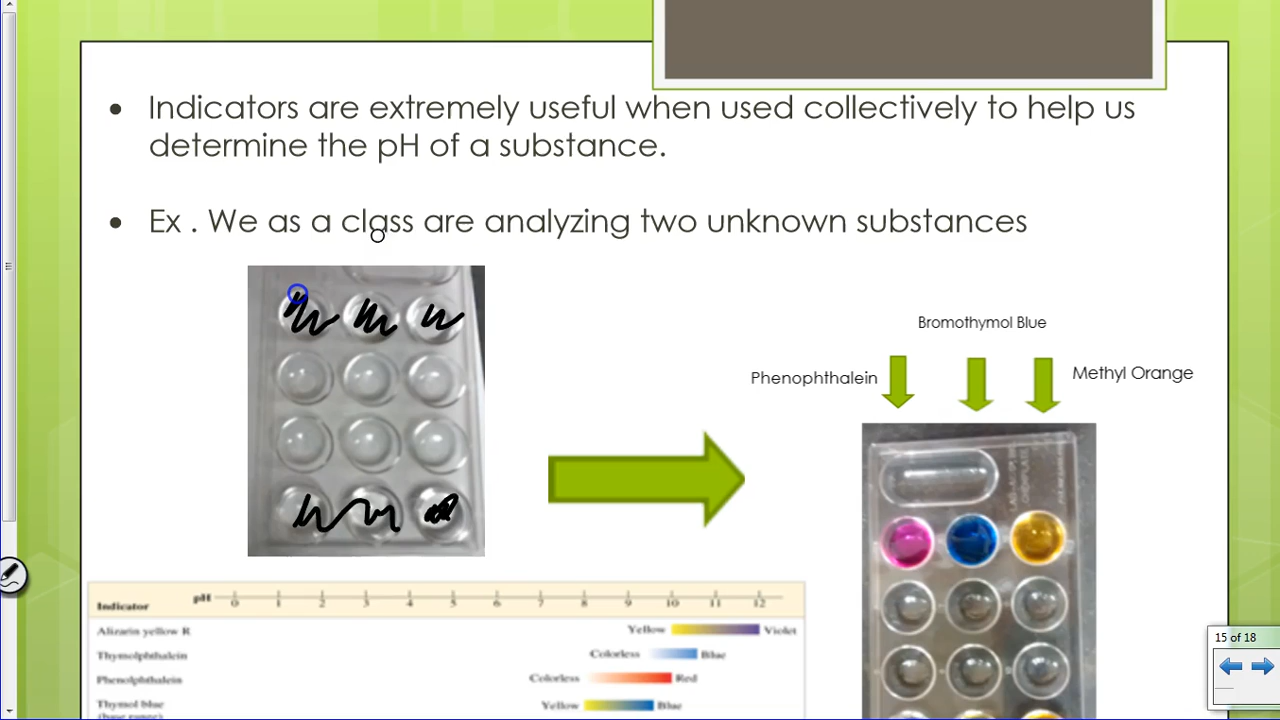 • Indicators are extremely useful when used collectively to help us
determine the pH of a substance.
• Ex . We as a class are analyzing two unknown substances
Bromothymol Blue
Phenophthalein
Methyl Orange
Indicator pH 0 1 2 3 4 5 6 7 8 9 10 11 12
Alizarin yellow R Yellow Violet
Thymolphthalein Colorless Blue
Phenolphthalein Colorless Red
Thymol blue Yellow Blue
(base range)
15 of 18